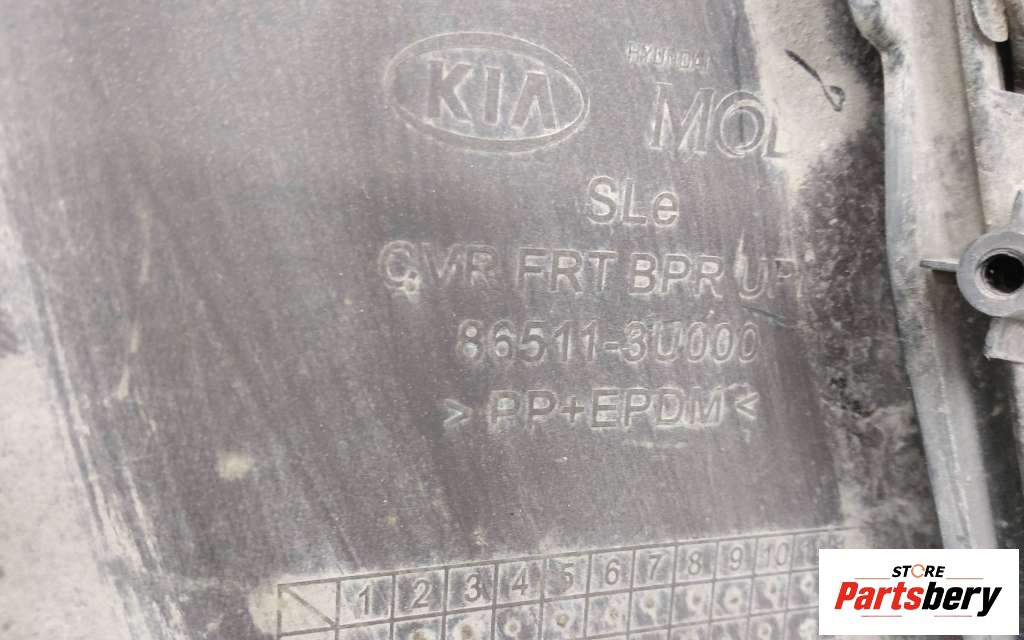 KIA
HYUNDAI
MOB
SLe
CVR FRT BPR UPR
86511-3U000
> PP+EPDM <
1 2 3 4 5 6 7 8 9 10 11
STORE
Partsbery